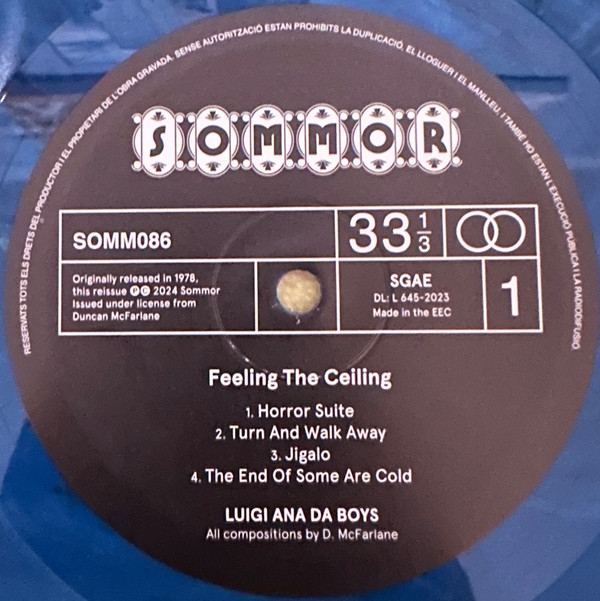 RESERVATS TOTS ELS DRETS DEL PRODUCTOR I EL PROPIETARI DE L'OBRA GRAVADA. SENSE AUTORITZACIÓ ESTAN PROHIBITS LA DUPLICACIÓ, EL LLOGUER I EL MANLLEU, I TAMBÉ HO ESTAN L'EXECUCIÓ PÚBLICA I LA RADIODIFUSIÓ.
SOMMOR
SOMM086
33 1/3
Originally released in 1978,
this reissue ℗ © 2024 Sommor
Issued under license from
Duncan McFarlane
SGAE
DL: L 645-2023
Made in the EEC
1
Feeling The Ceiling
1. Horror Suite
2. Turn And Walk Away
3. Jigalo
4. The End Of Some Are Cold
LUIGI ANA DA BOYS
All compositions by D. McFarlane